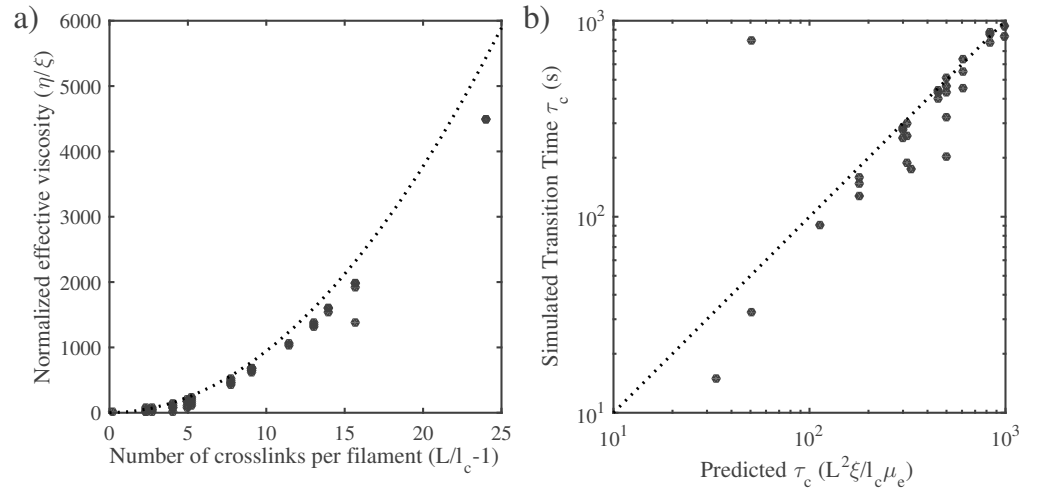 a)
Normalized effective viscosity (η/ξ)
6000
5000
4000
3000
2000
1000
0
0 5 10 15 20 25
Number of crosslinks per filament (L/l_c-1)
b)
Simulated Transition Time τ_c (s)
10^3
10^2
10^1
10^1 10^2 10^3
Predicted τ_c (L^2ξ/l_cμ_e)